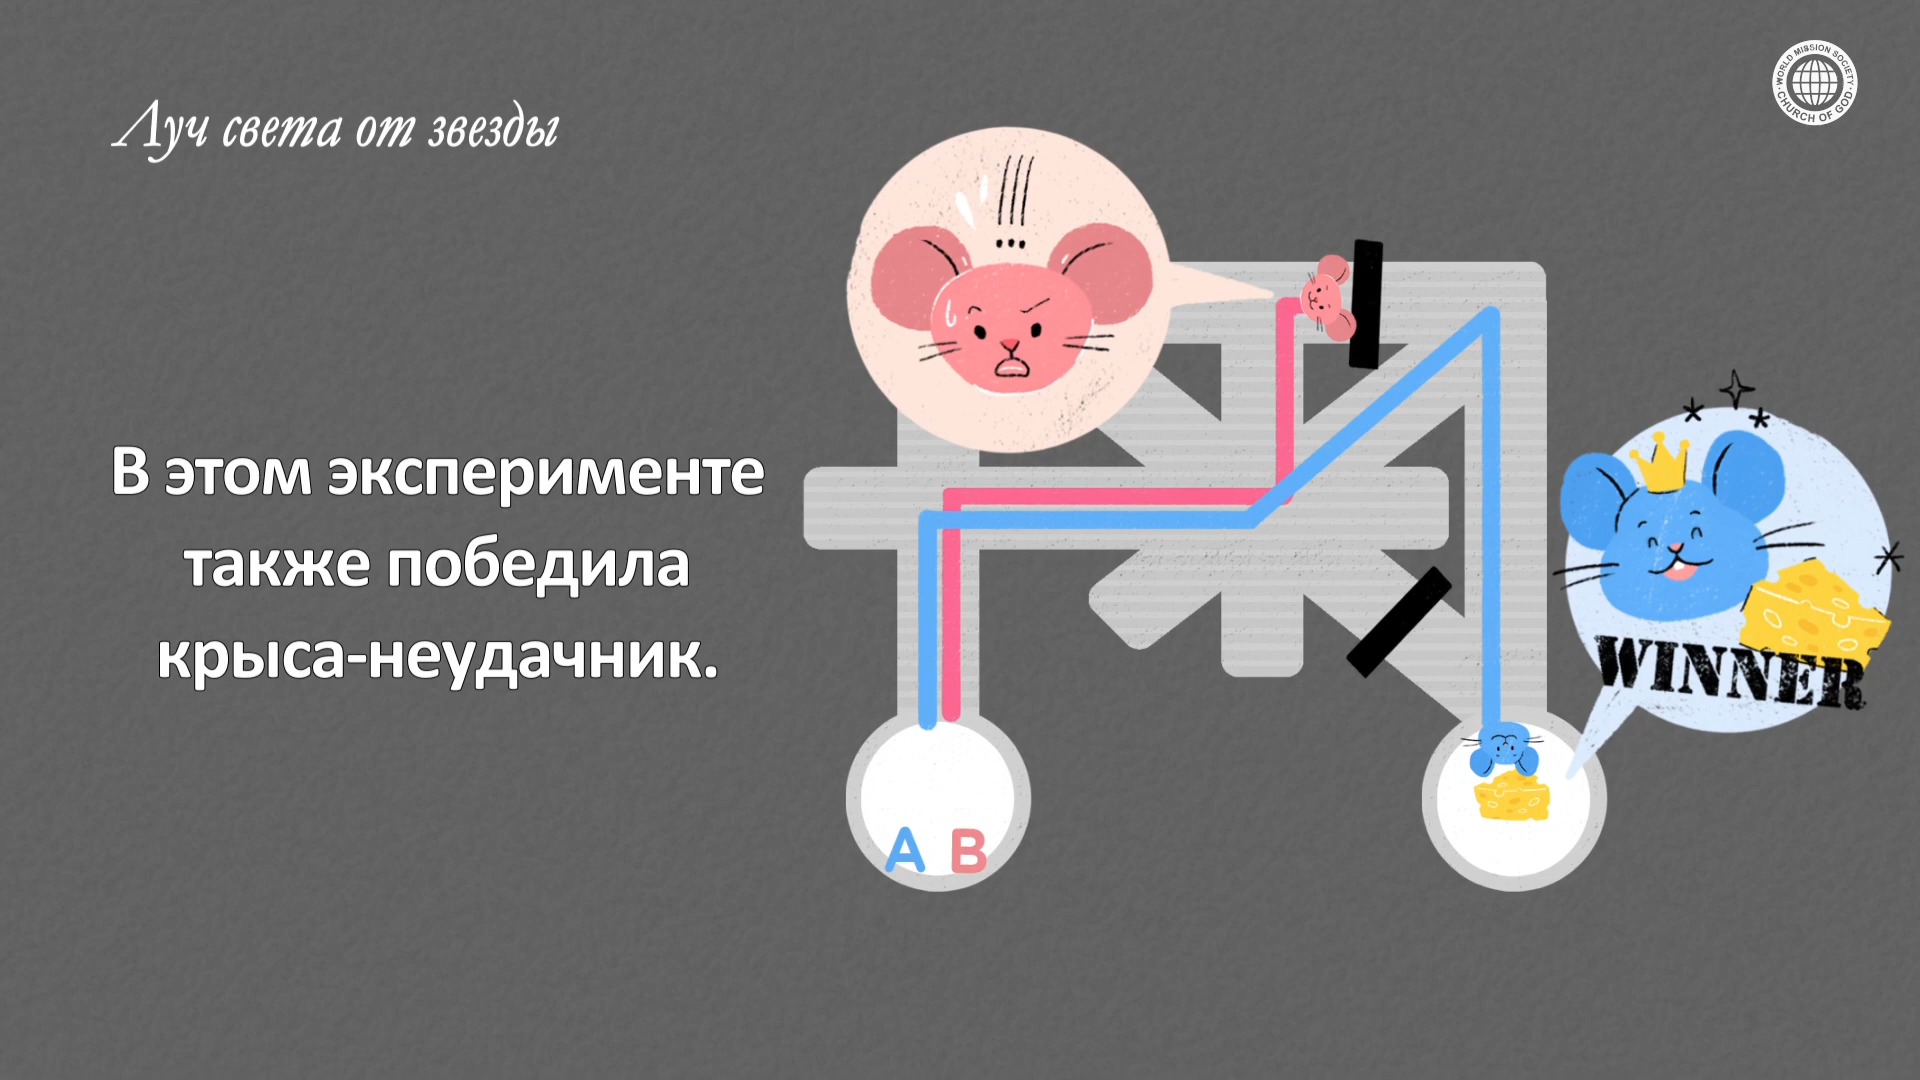 Луч света от звезды
WORLD MISSION SOCIETY
CHURCH OF GOD
В этом эксперименте
также победила
крыса-неудачник.
WINNER
A B